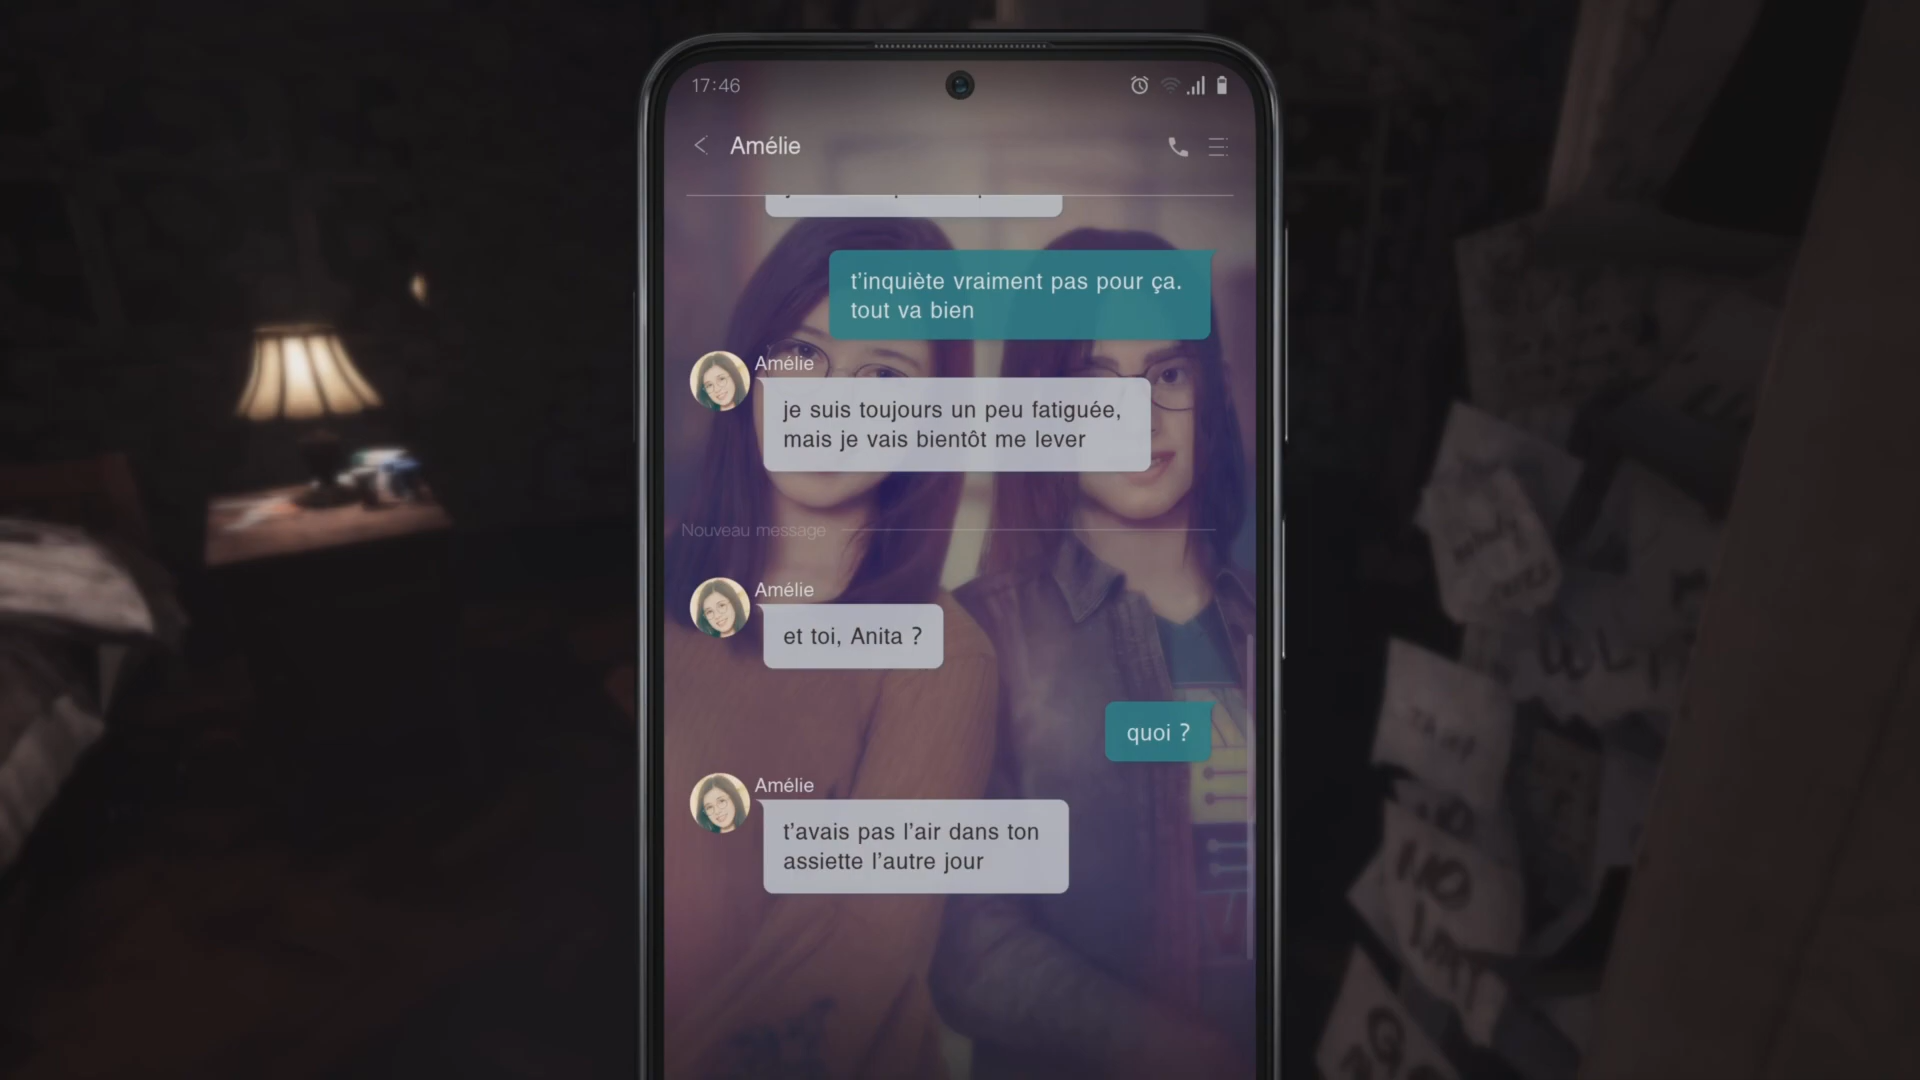 17:46
Amélie
t'inquiète vraiment pas pour ça.
tout va bien
Amélie
je suis toujours un peu fatiguée,
mais je vais bientôt me lever
Nouveau message
Amélie
et toi, Anita ?
quoi ?
Amélie
t'avais pas l'air dans ton
assiette l'autre jour